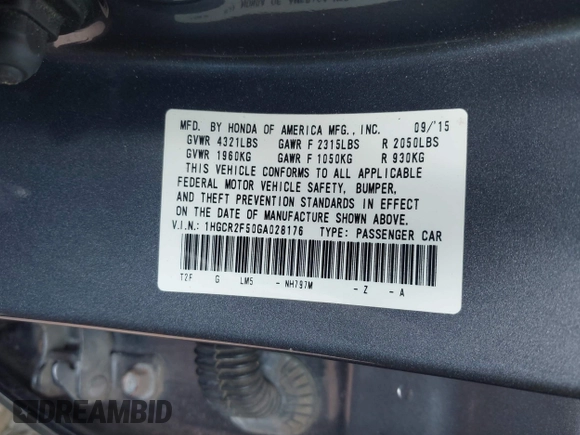 MFD. BY HONDA OF AMERICA MFG., INC. 09/'15
GVWR 4321LBS GAWR F 2315LBS R 2050LBS
GVWR 1960KG GAWR F 1050KG R 930KG
THIS VEHICLE CONFORMS TO ALL APPLICABLE
FEDERAL MOTOR VEHICLE SAFETY, BUMPER,
AND THEFT PREVENTION STANDARDS IN EFFECT
ON THE DATE OF MANUFACTURE SHOWN ABOVE.
V.I.N.: 1HGCR2F50GA028176 TYPE: PASSENGER CAR
T2F G LM5 - NH797M - Z - A
DREAMBID